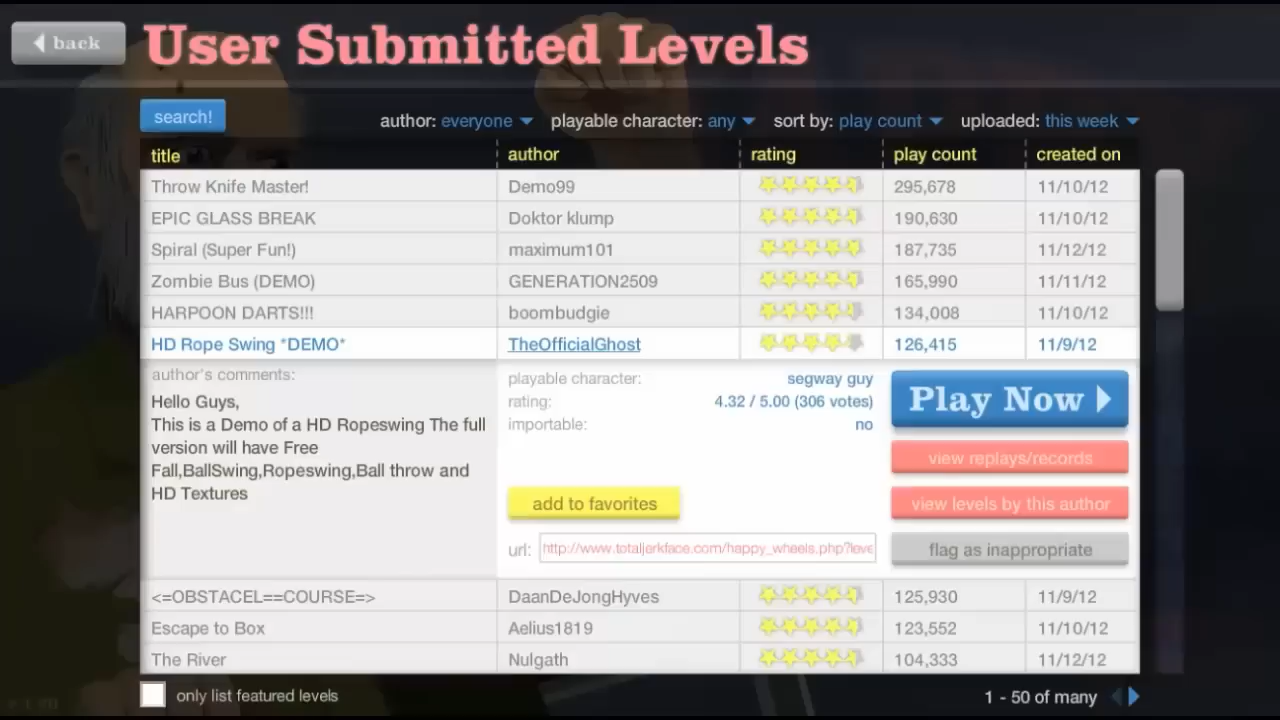 back
User Submitted Levels
search!
author: everyone playable character: any sort by: play count uploaded: this week
title author rating play count created on
Throw Knife Master! Demo99 295,678 11/10/12
EPIC GLASS BREAK Doktor klump 190,630 11/10/12
Spiral (Super Fun!) maximum101 187,735 11/12/12
Zombie Bus (DEMO) GENERATION2509 165,990 11/11/12
HARPOON DARTS!!! boombudgie 134,008 11/10/12
HD Rope Swing *DEMO* TheOfficialGhost 126,415 11/9/12
author's comments:
Hello Guys,
This is a Demo of a HD Ropeswing The full
version will have Free
Fall,BallSwing,Ropeswing,Ball throw and
HD Textures
playable character: segway guy
rating: 4.32 / 5.00 (306 votes)
importable: no
add to favorites
url: http://www.totaljerkface.com/happy_wheels.php?leve
Play Now
view replays/records
view levels by this author
flag as inappropriate
<=OBSTACEL==COURSE=> DaanDeJongHyves 125,930 11/9/12
Escape to Box Aelius1819 123,552 11/10/12
The River Nulgath 104,333 11/12/12
only list featured levels
1 - 50 of many